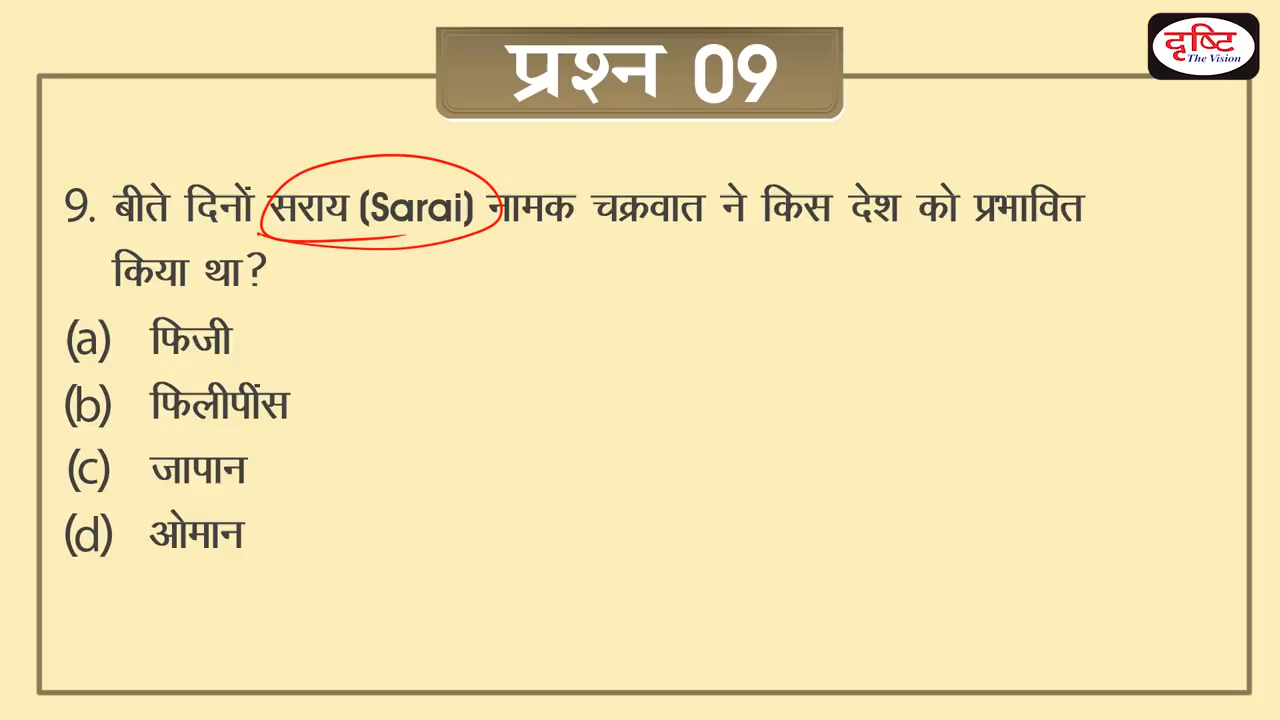 दृष्टि
The Vision
प्रश्न 09
9. बीते दिनों सराय (Sarai) नामक चक्रवात ने किस देश को प्रभावित
किया था?
(a) फिजी
(b) फिलीपींस
(c) जापान
(d) ओमान